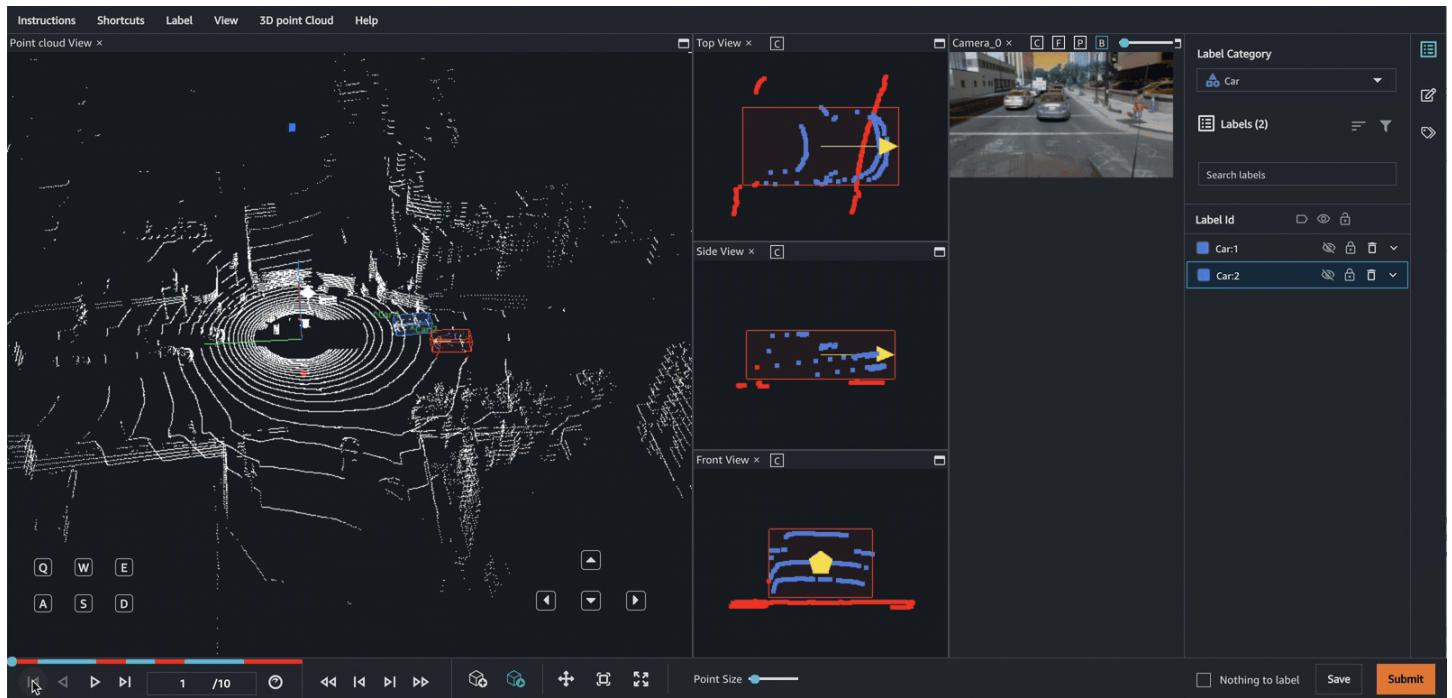 Instructions Shortcuts Label View 3D point Cloud Help
Point cloud View ×
Top View × C
Camera_0 × C F P B
Label Category
Car
Labels (2)
Search labels
Label Id
Car:1
Car:2
Side View × C
Front View × C
Q W E
A S D
1 /10
Point Size
Nothing to label
Save
Submit